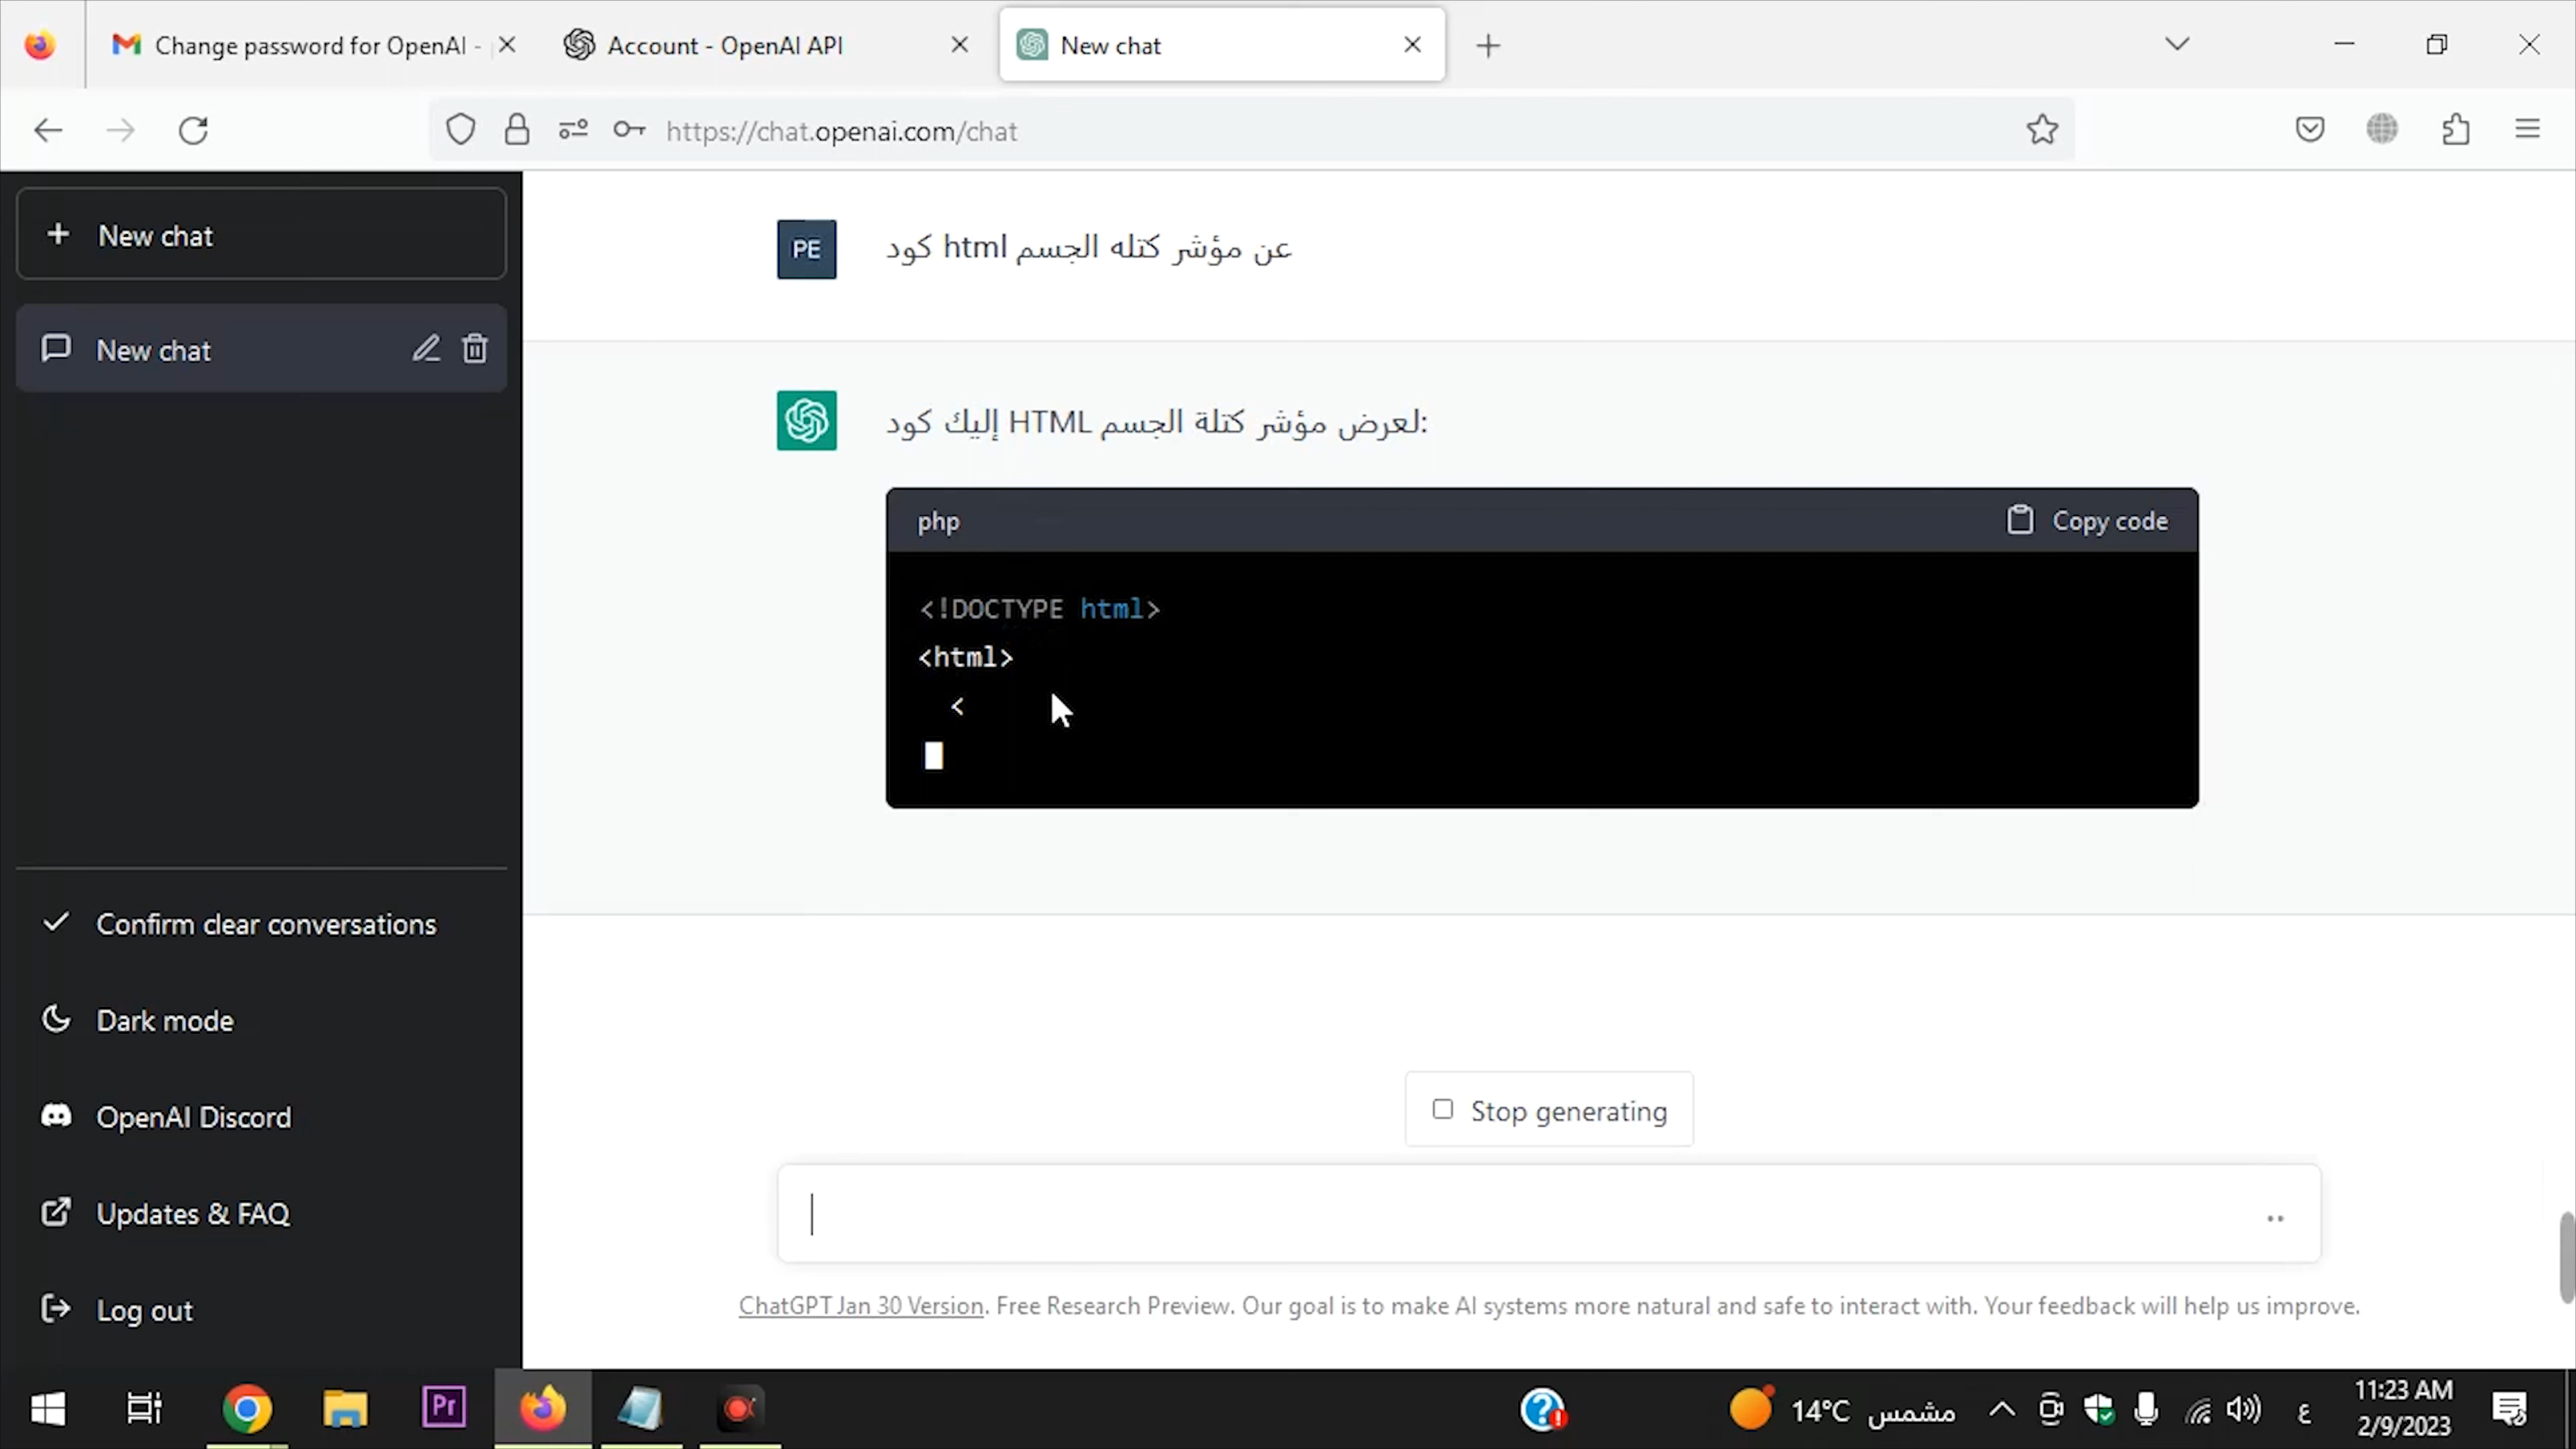 Change password for OpenAI -
Account - OpenAI API
New chat
https://chat.openai.com/chat
New chat
New chat
Confirm clear conversations
Dark mode
OpenAI Discord
Updates & FAQ
Log out
PE
كود html عن مؤشر كتله الجسم
إليك كود HTML لعرض مؤشر كتلة الجسم:
php
Copy code
<!DOCTYPE html>
<html>
<
Stop generating
ChatGPT Jan 30 Version. Free Research Preview. Our goal is to make AI systems more natural and safe to interact with. Your feedback will help us improve.
Pr
14°C مشمس
ع
11:23 AM
2/9/2023